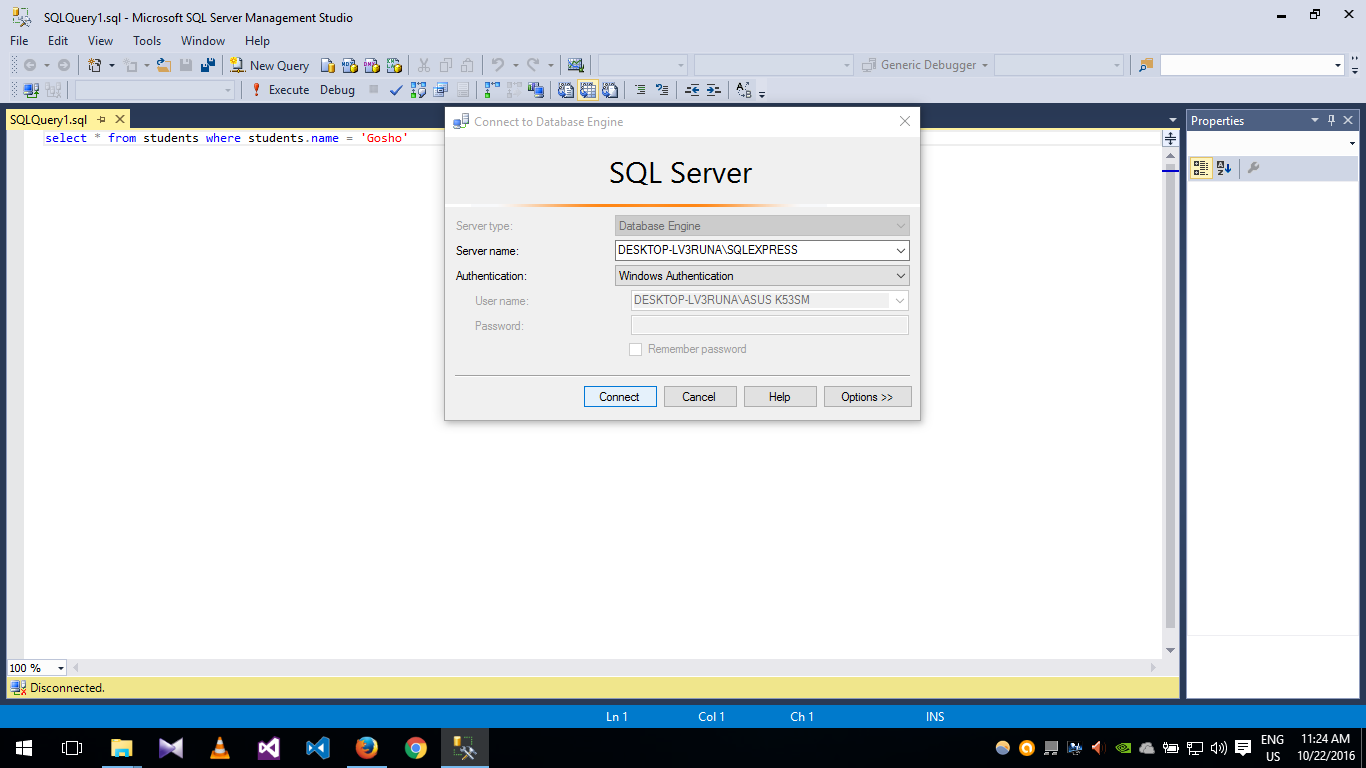 SQLQuery1.sql - Microsoft SQL Server Management Studio
File Edit View Tools Window Help
New Query Generic Debugger
Execute Debug
SQLQuery1.sql
select * from students where students.name = 'Gosho'
Connect to Database Engine
SQL Server
Server type: Database Engine
Server name: DESKTOP-LV3RUNA\SQLEXPRESS
Authentication: Windows Authentication
User name: DESKTOP-LV3RUNA\ASUS K53SM
Password:
Remember password
Connect Cancel Help Options >>
Properties
100 %
Disconnected.
Ln 1 Col 1 Ch 1 INS
ENG 11:24 AM
US 10/22/2016